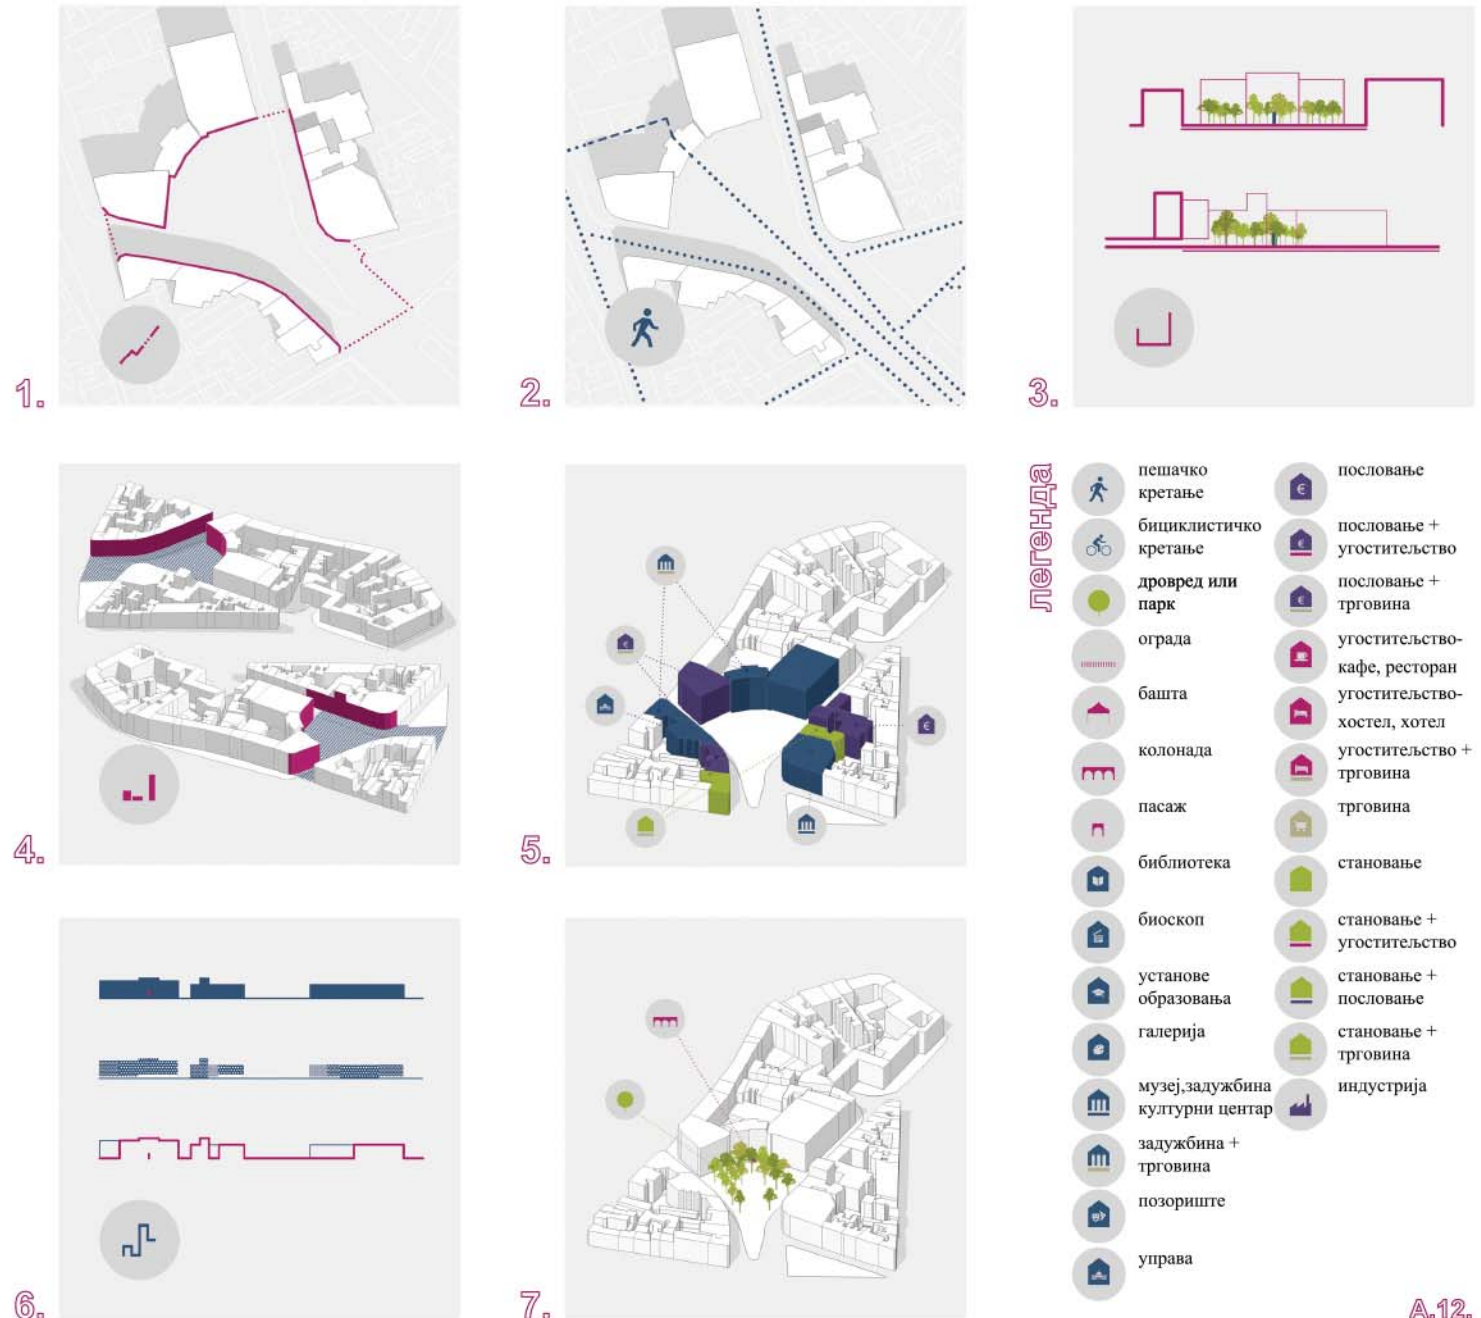 1.
2.
3.
4.
5.
легенда
пешачко
кретање
бициклистичко
кретање
дровред или
парк
ограда
башта
колонада
пасаж
библиотека
биоскоп
установе
образовања
галерија
музеј,задужбина
културни центар
задужбина +
трговина
позориште
управа
€
пословање
€
пословање +
угоститељство
€
пословање +
трговина
угоститељство-
кафе, ресторан
угоститељство-
хостел, хотел
угоститељство +
трговина
трговина
становање
становање +
угоститељство
становање +
пословање
становање +
трговина
индустрија
€
€
6.
7.
А.12.